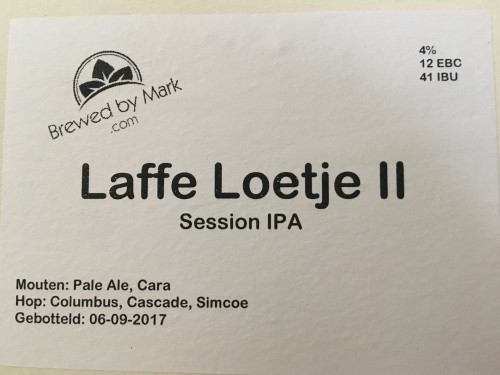 4%
12 EBC
41 IBU
Brewed by Mark
.com
Laffe Loetje II
Session IPA
Mouten: Pale Ale, Cara
Hop: Columbus, Cascade, Simcoe
Gebotteld: 06-09-2017